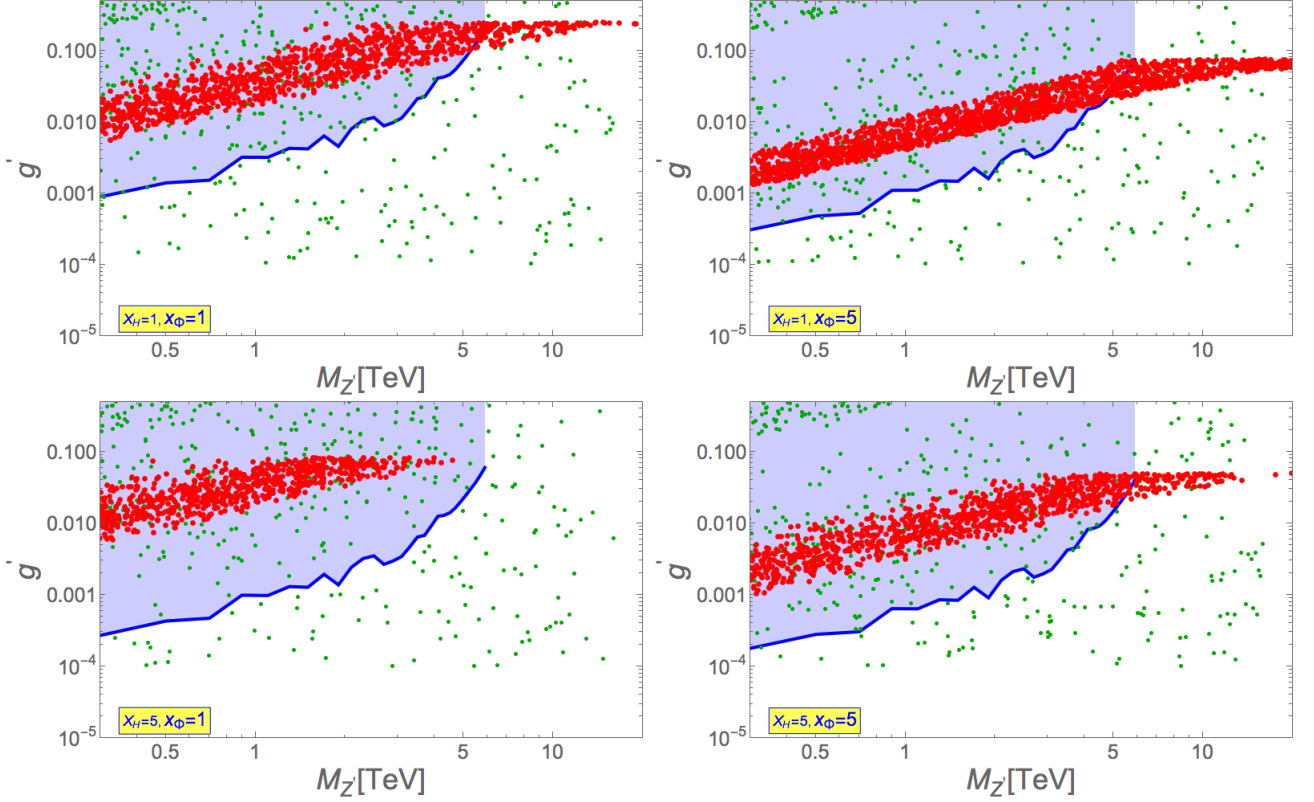 0.100
0.010
0.001
10⁻⁴
10⁻⁵
g'
x_H=1, x_Φ=1
0.5 1 5 10
M_Z'[TeV]
0.100
0.010
0.001
10⁻⁴
10⁻⁵
g'
x_H=1, x_Φ=5
0.5 1 5 10
M_Z'[TeV]
0.100
0.010
0.001
10⁻⁴
10⁻⁵
g'
x_H=5, x_Φ=1
0.5 1 5 10
M_Z'[TeV]
0.100
0.010
0.001
10⁻⁴
10⁻⁵
g'
x_H=5, x_Φ=5
0.5 1 5 10
M_Z'[TeV]